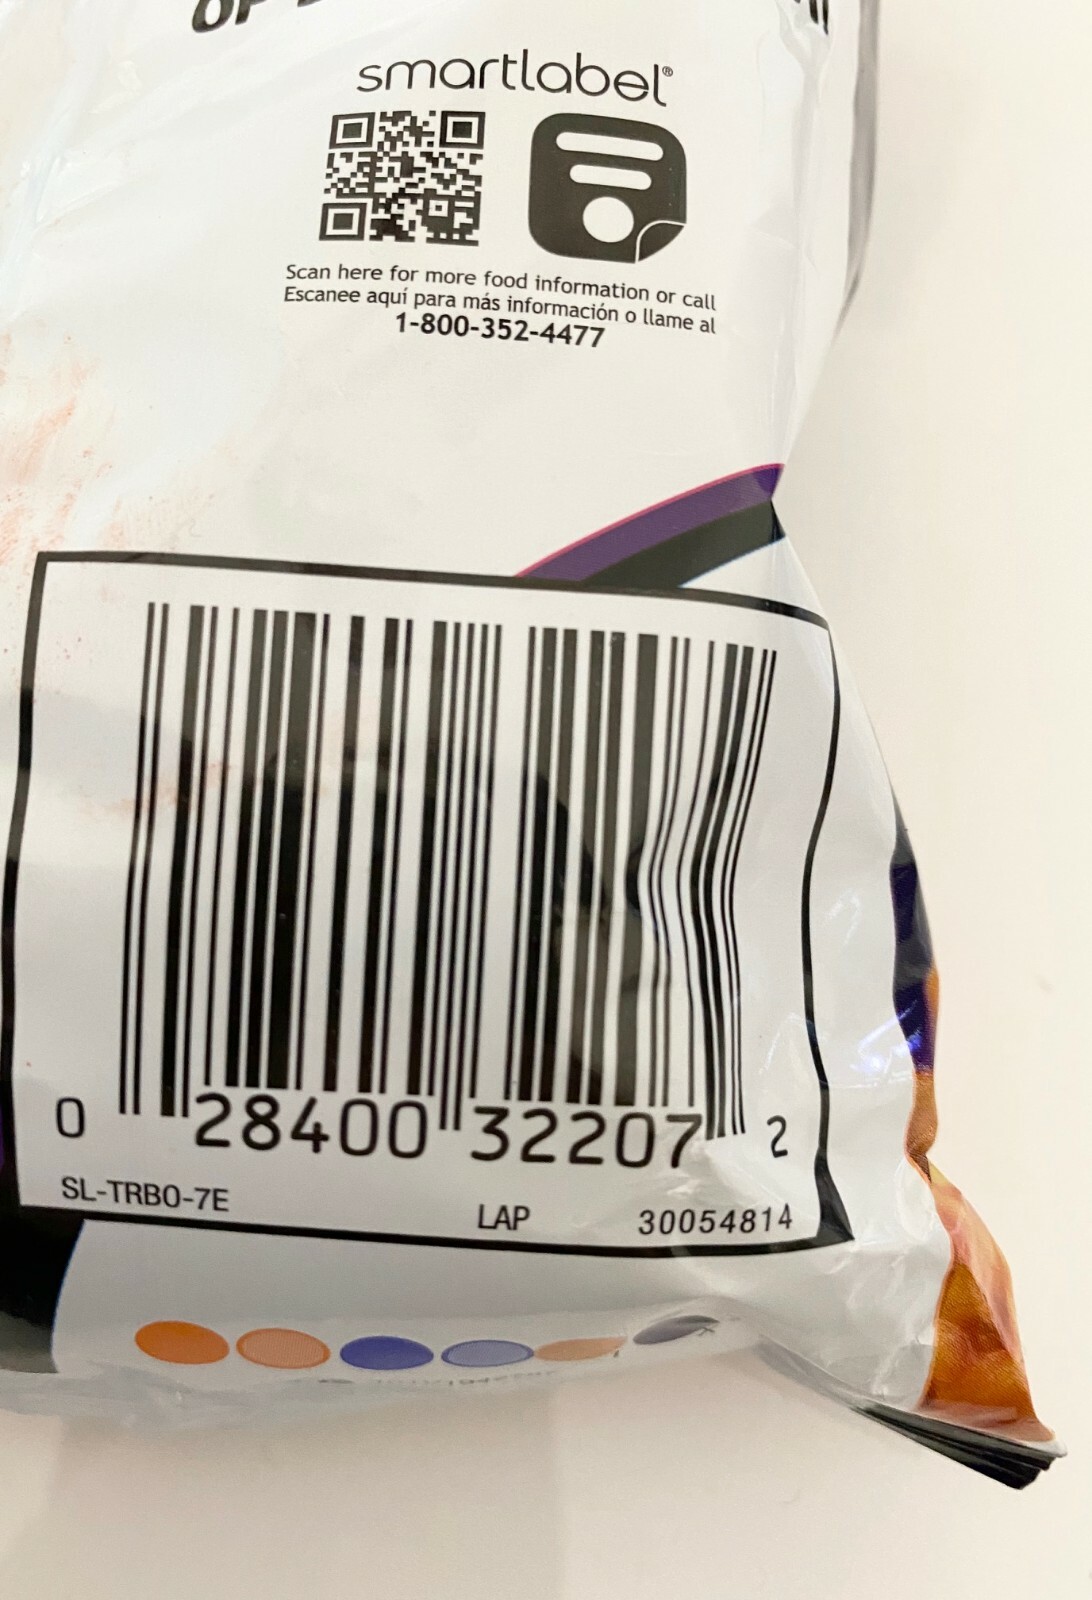 smartlabel®
Scan here for more food information or call
Escanee aquí para más información o llame al
1-800-352-4477
0 28400 32207 2
SL-TRBO-7E LAP 30054814